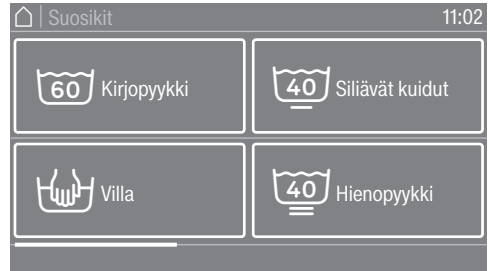 Suosikit 11:02
60 Kirjopyykki
40 Siliävät kuidut
Villa
40 Hienopyykki